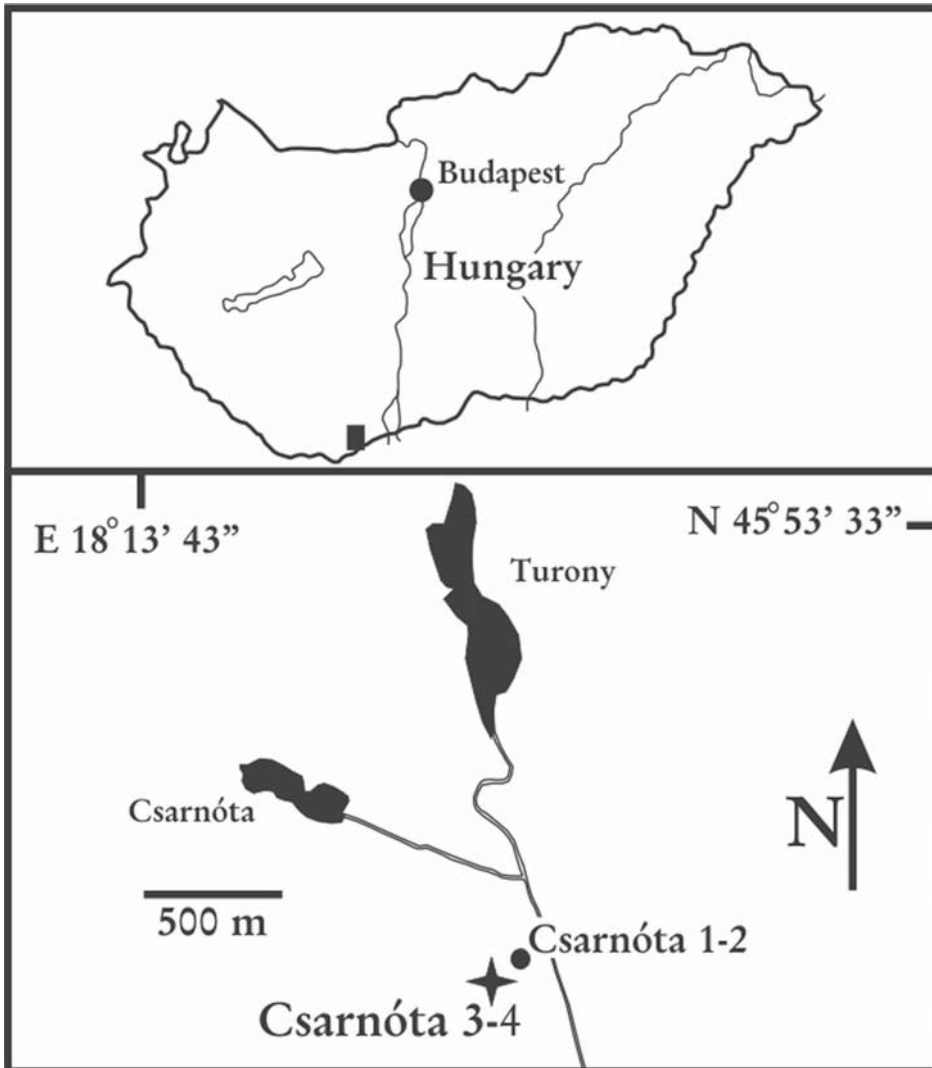 Budapest
Hungary
E 18°13’ 43”
N 45°53’ 33”
Turony
Csarnóta
N
500 m
Csarnóta 1-2
Csarnóta 3-4